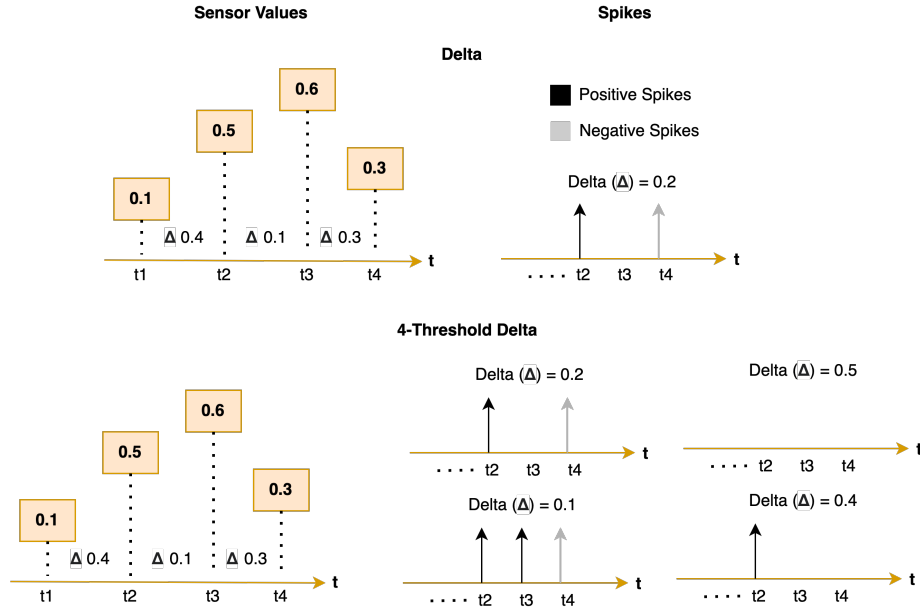 Sensor Values
Spikes
Delta
0.6
0.5
0.3
0.1
Δ 0.4
Δ 0.1
Δ 0.3
t
t1
t2
t3
t4
Positive Spikes
Negative Spikes
Delta (Δ) = 0.2
t
. . . . t2
t3
t4
4-Threshold Delta
0.6
0.5
0.3
0.1
Δ 0.4
Δ 0.1
Δ 0.3
t
t1
t2
t3
t4
Delta (Δ) = 0.2
t
. . . . t2
t3
t4
Delta (Δ) = 0.5
t
. . . . t2
t3
t4
Delta (Δ) = 0.1
t
. . . . t2
t3
t4
Delta (Δ) = 0.4
t
. . . . t2
t3
t4